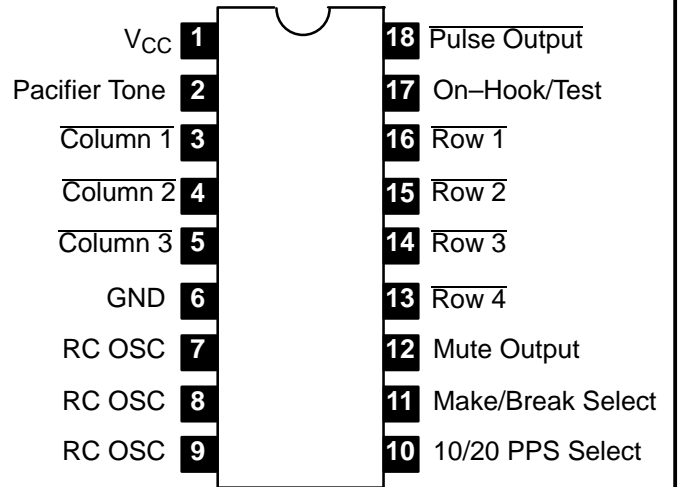 V_CC 1 18 Pulse Output
Pacifier Tone 2 17 On–Hook/Test
Column 1 3 16 Row 1
Column 2 4 15 Row 2
Column 3 5 14 Row 3
GND 6 13 Row 4
RC OSC 7 12 Mute Output
RC OSC 8 11 Make/Break Select
RC OSC 9 10 10/20 PPS Select